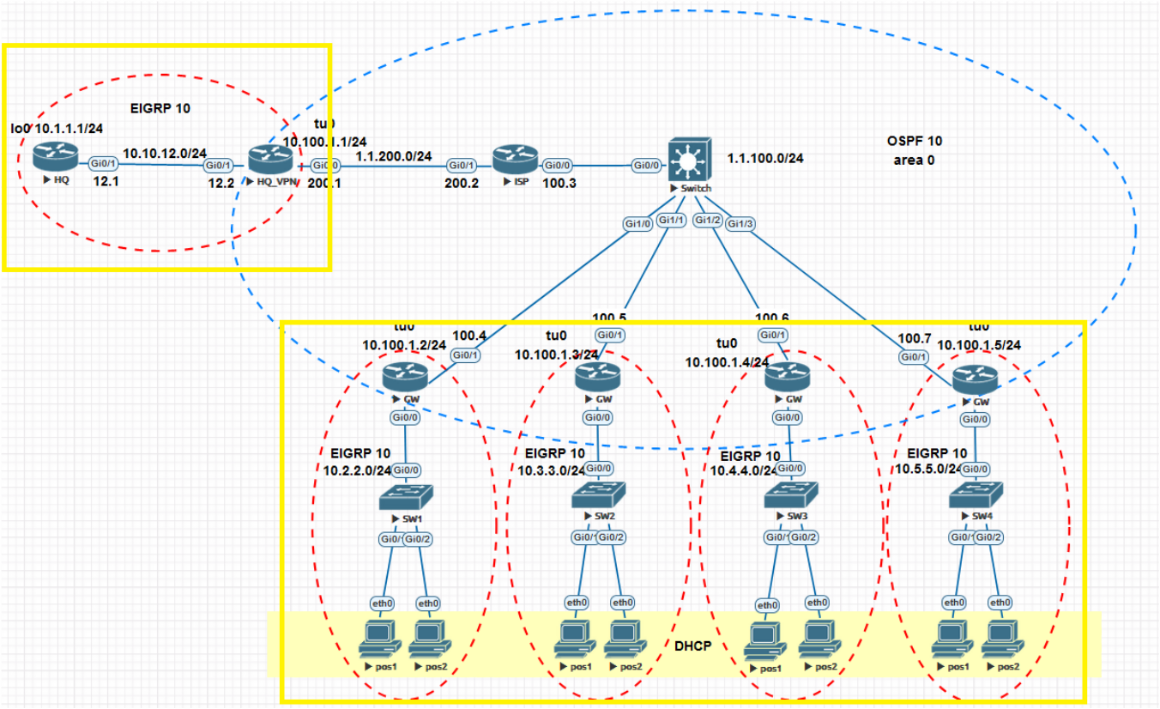 EIGRP 10
lo0 10.1.1.1/24
tu0
10.100.1.1/24
10.10.12.0/24
1.1.200.0/24
OSPF 10
area 0
1.1.100.0/24
Gi0/1
Gi0/1
Gi0/0
Gi0/1
Gi0/0
Gi0/0
HQ
12.1
12.2
HQ_VPN
200.1
200.2
ISP
100.3
Switch
Gi1/0
Gi1/1
Gi1/2
Gi1/3
tu0
10.100.1.2/24
100.4
Gi0/1
GW
Gi0/0
100.5
Gi0/1
tu0
10.100.1.3/24
GW
Gi0/0
100.6
Gi0/1
tu0
10.100.1.4/24
GW
Gi0/0
100.7
Gi0/1
tu0
10.100.1.5/24
GW
Gi0/0
EIGRP 10
10.2.2.0/24
Gi0/0
SW1
Gi0/1
Gi0/2
EIGRP 10
10.3.3.0/24
Gi0/0
SW2
Gi0/1
Gi0/2
EIGRP 10
10.4.4.0/24
Gi0/0
SW3
Gi0/1
Gi0/2
EIGRP 10
10.5.5.0/24
Gi0/0
SW4
Gi0/1
Gi0/2
eth0
eth0
eth0
eth0
eth0
eth0
eth0
eth0
DHCP
pos1
pos2
pos1
pos2
pos1
pos2
pos1
pos2